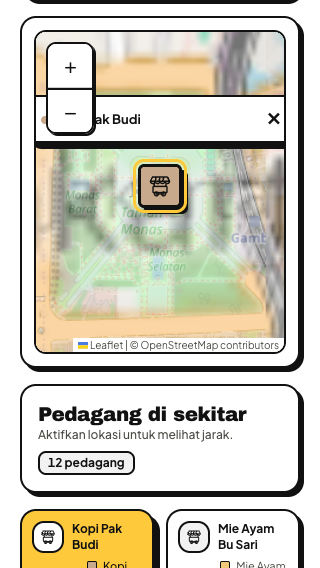 +
−
ak Budi ✕
Monas
Barat
Taman
Monas
Monas
Selatan
Gamb
Leaflet | © OpenStreetMap contributors
Pedagang di sekitar
Aktifkan lokasi untuk melihat jarak.
12 pedagang
Kopi Pak
Budi
Kopi
Mie Ayam
Bu Sari
Mie Ayam